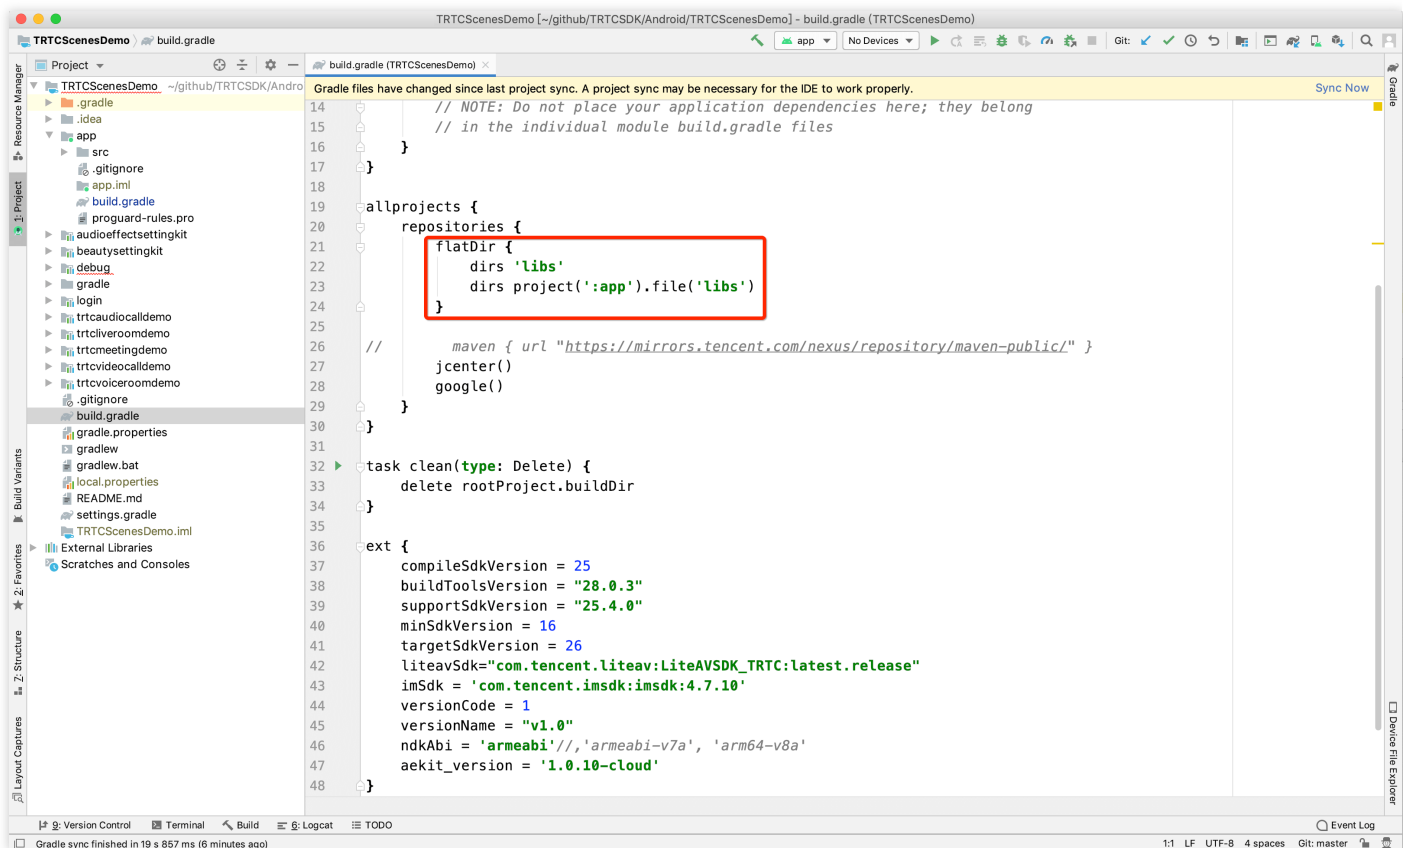 TRTCScenesDemo [~/github/TRTCSDK/Android/TRTCScenesDemo] - build.gradle (TRTCScenesDemo)
TRTCScenesDemo build.gradle app No Devices Git:
Project
build.gradle (TRTCScenesDemo)
Gradle files have changed since last project sync. A project sync may be necessary for the IDE to work properly. Sync Now
Resource Manager
1: Project
Build Variants
2: Favorites
7: Structure
Layout Captures
TRTCScenesDemo ~/github/TRTCSDK/Andro
.gradle
.idea
app
src
.gitignore
app.iml
build.gradle
proguard-rules.pro
audioeffectsettingkit
beautysettingkit
debug
gradle
login
trtcaudiocalldemo
trtcliveroomdemo
trtcmeetingdemo
trtcvideocalldemo
trtcvoiceroomdemo
.gitignore
build.gradle
gradle.properties
gradlew
gradlew.bat
local.properties
README.md
settings.gradle
TRTCScenesDemo.iml
External Libraries
Scratches and Consoles
14 // NOTE: Do not place your application dependencies here; they belong
15 // in the individual module build.gradle files
16 }
17 }
18
19 allprojects {
20 repositories {
21 flatDir {
22 dirs 'libs'
23 dirs project(':app').file('libs')
24 }
25
26 // maven { url "https://mirrors.tencent.com/nexus/repository/maven-public/" }
27 jcenter()
28 google()
29 }
30 }
31
32 task clean(type: Delete) {
33 delete rootProject.buildDir
34 }
35
36 ext {
37 compileSdkVersion = 25
38 buildToolsVersion = "28.0.3"
39 supportSdkVersion = "25.4.0"
40 minSdkVersion = 16
41 targetSdkVersion = 26
42 liteavSdk="com.tencent.liteav:LiteAVSDK_TRTC:latest.release"
43 imSdk = 'com.tencent.imsdk:imsdk:4.7.10'
44 versionCode = 1
45 versionName = "v1.0"
46 ndkAbi = 'armeabi'//,'armeabi-v7a', 'arm64-v8a'
47 aekit_version = '1.0.10-cloud'
48 }
Gradle
Device File Explorer
9: Version Control Terminal Build 6: Logcat TODO Event Log
Gradle sync finished in 19 s 857 ms (6 minutes ago) 1:1 LF UTF-8 4 spaces Git: master